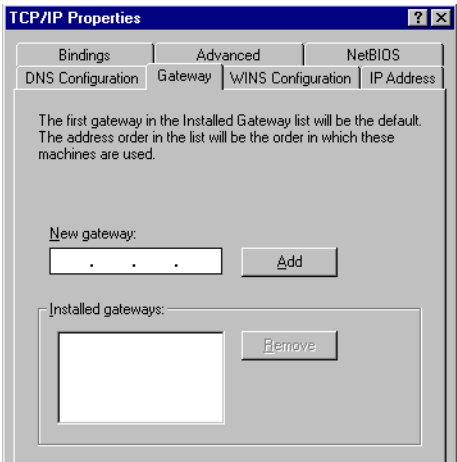 TCP/IP Properties
? X
Bindings Advanced NetBIOS
DNS Configuration Gateway WINS Configuration IP Address
The first gateway in the Installed Gateway list will be the default.
The address order in the list will be the order in which these
machines are used.
New gateway:
. . . Add
Installed gateways:
Remove